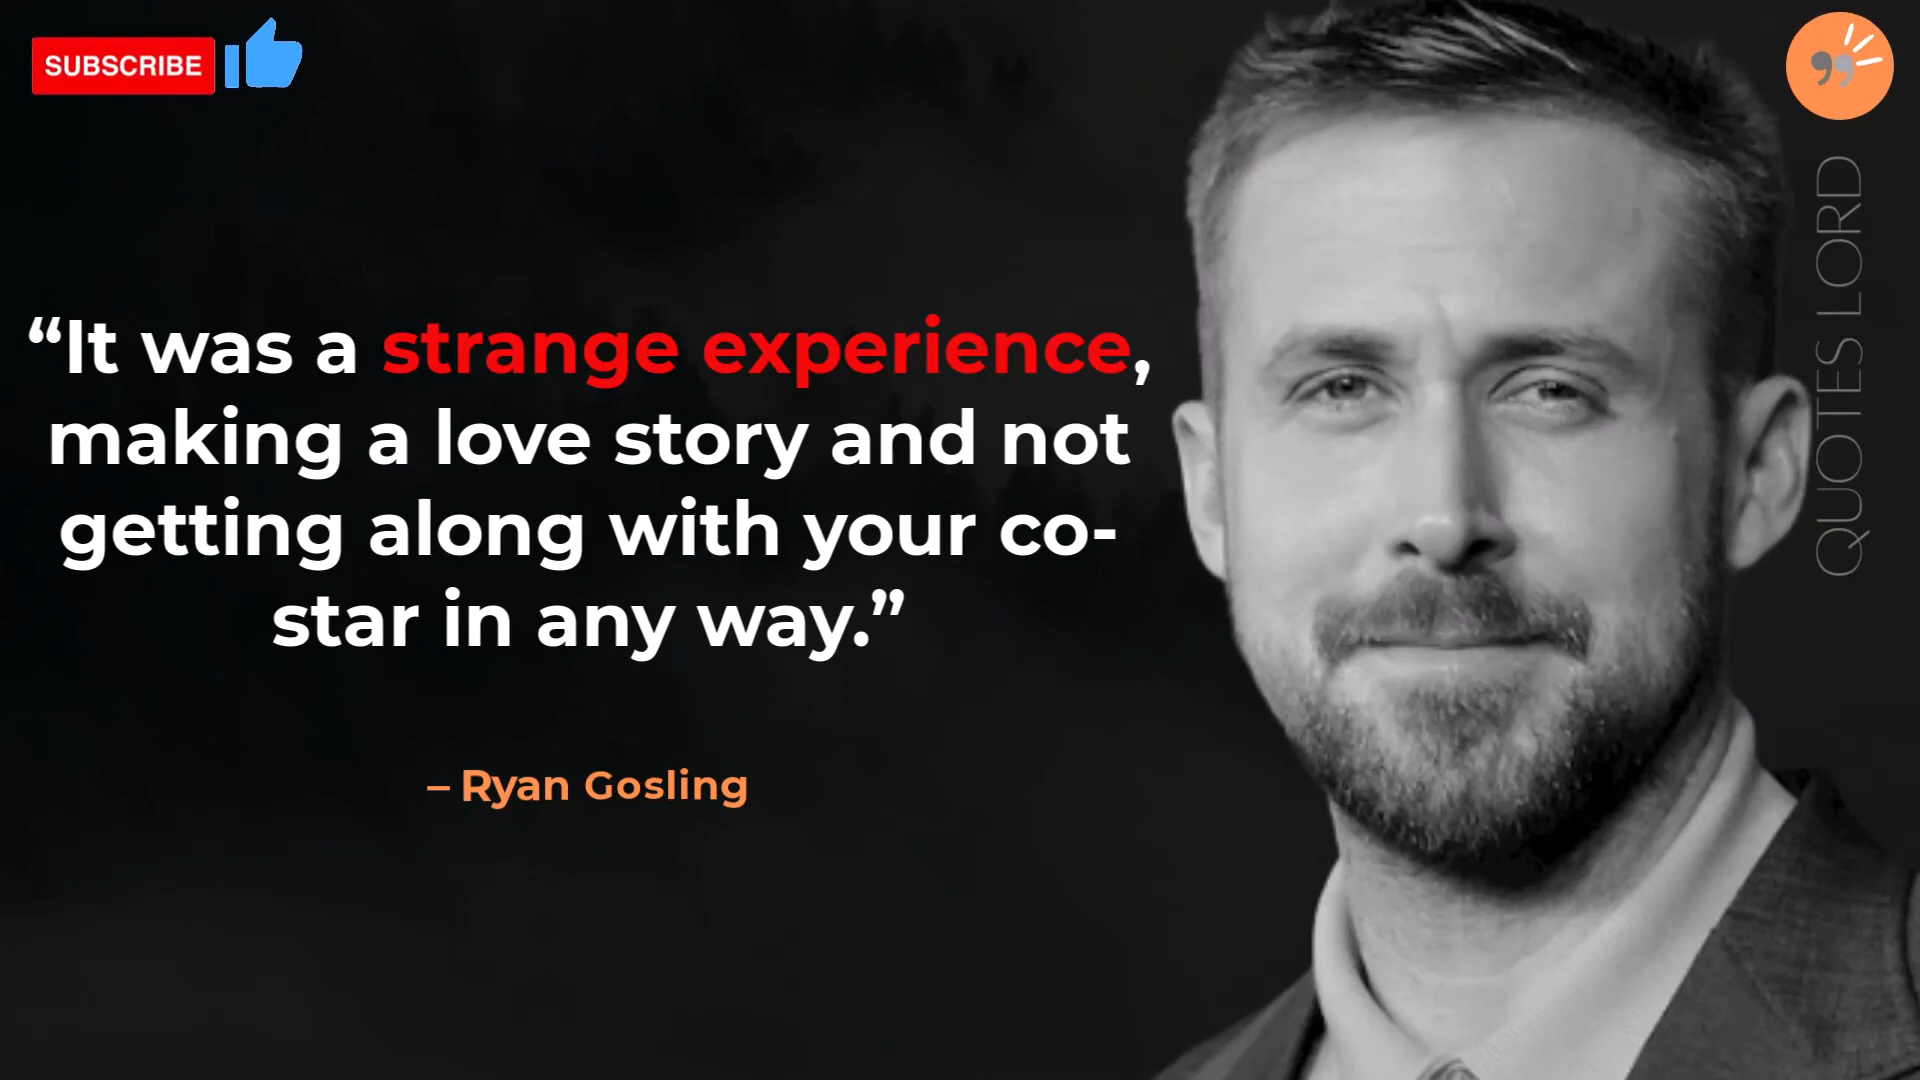 SUBSCRIBE
“It was a strange experience,
making a love story and not
getting along with your co-
star in any way.”
– Ryan Gosling
QUOTES LORD